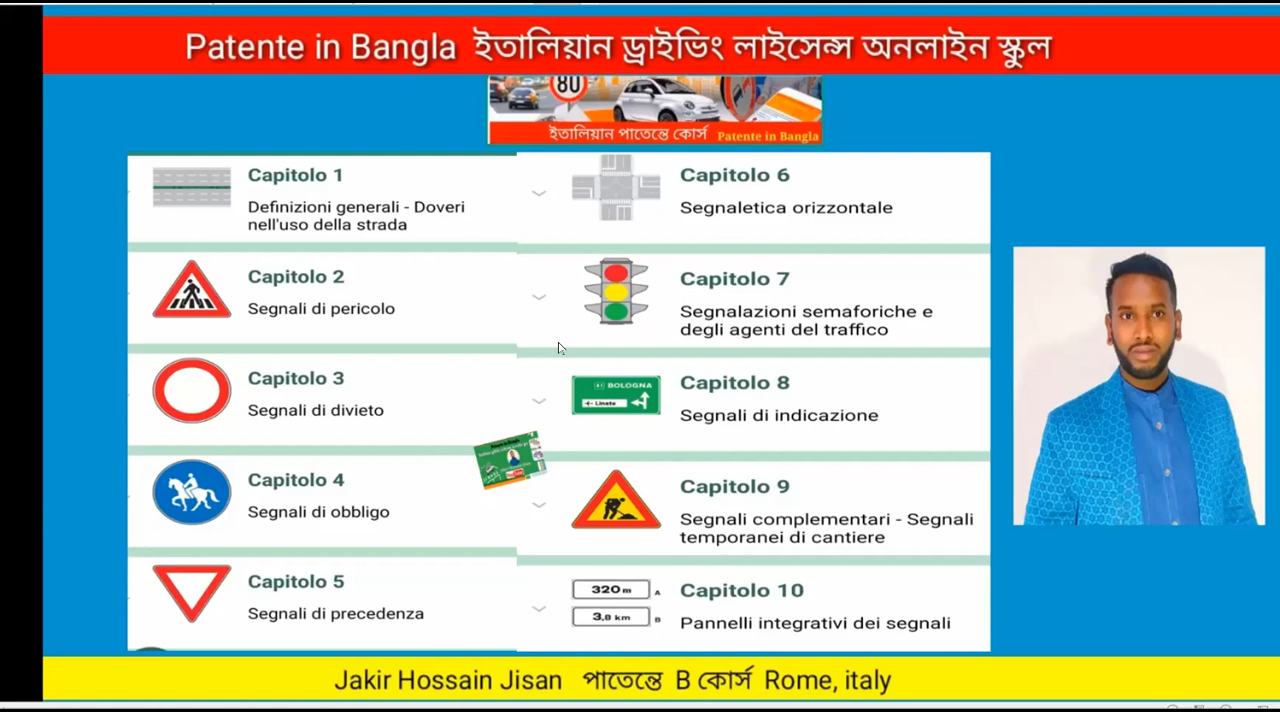 Patente in Bangla ইতালিয়ান ড্রাইভিং লাইসেন্স অনলাইন স্কুল
80
ইতালিয়ান পাতেন্তে কোর্স Patente in Bangla
Capitolo 1
Definizioni generali - Doveri
nell'uso della strada
Capitolo 2
Segnali di pericolo
Capitolo 3
Segnali di divieto
Capitolo 4
Segnali di obbligo
Capitolo 5
Segnali di precedenza
Capitolo 6
Segnaletica orizzontale
Capitolo 7
Segnalazioni semaforiche e
degli agenti del traffico
BOLOGNA
Linate
Capitolo 8
Segnali di indicazione
Capitolo 9
Segnali complementari - Segnali
temporanei di cantiere
320 m A
3,8 km B
Capitolo 10
Pannelli integrativi dei segnali
Jakir Hossain Jisan পাতেন্তে B কোর্স Rome, italy